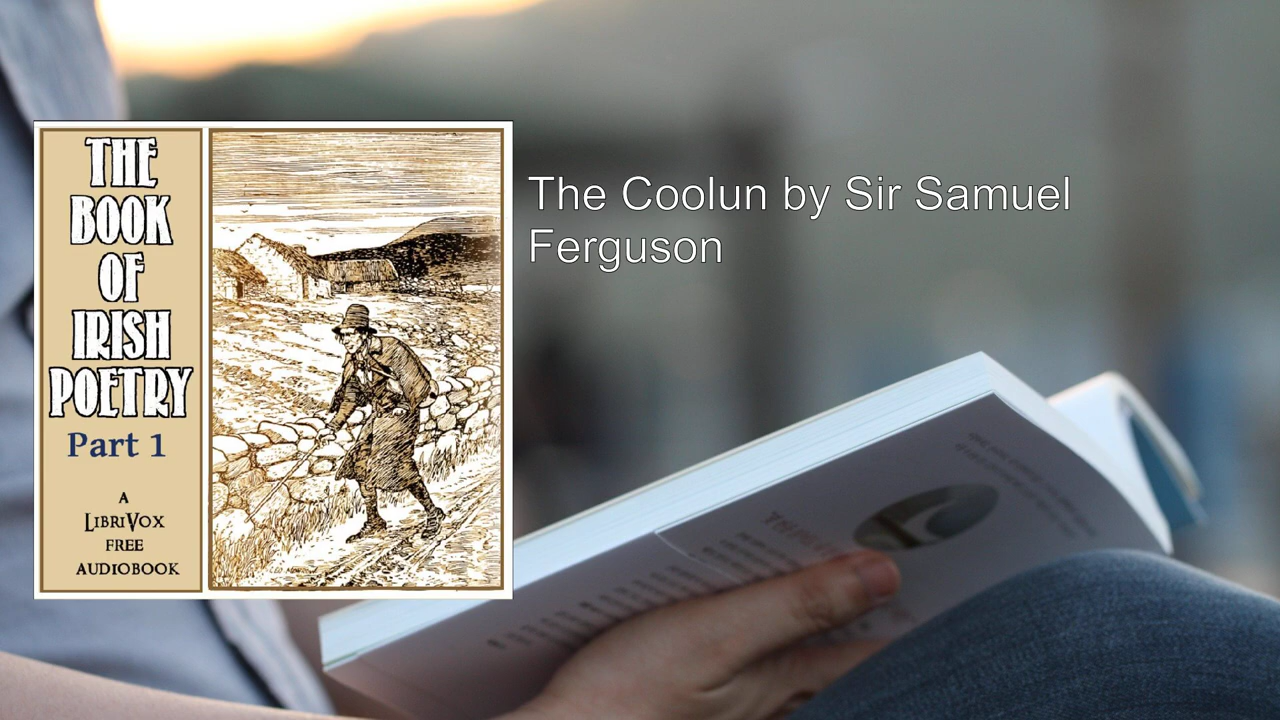 THE
BOOK
OF
IRISH
POETRY
Part 1
A
LIBRIVOX
FREE
AUDIOBOOK
The Coolun by Sir Samuel
Ferguson